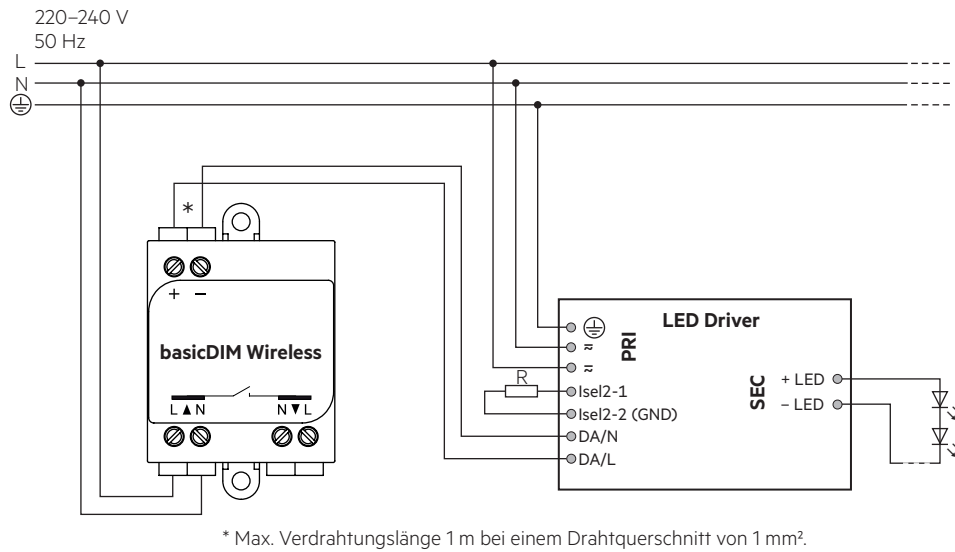 220–240 V
50 Hz
L
N
*
+ −
basicDIM Wireless
L ▲ N
N ▼ L
LED Driver
PRI
R
Isel2-1
Isel2-2 (GND)
DA/N
DA/L
SEC
+ LED
− LED
* Max. Verdrahtungslänge 1 m bei einem Drahtquerschnitt von 1 mm².